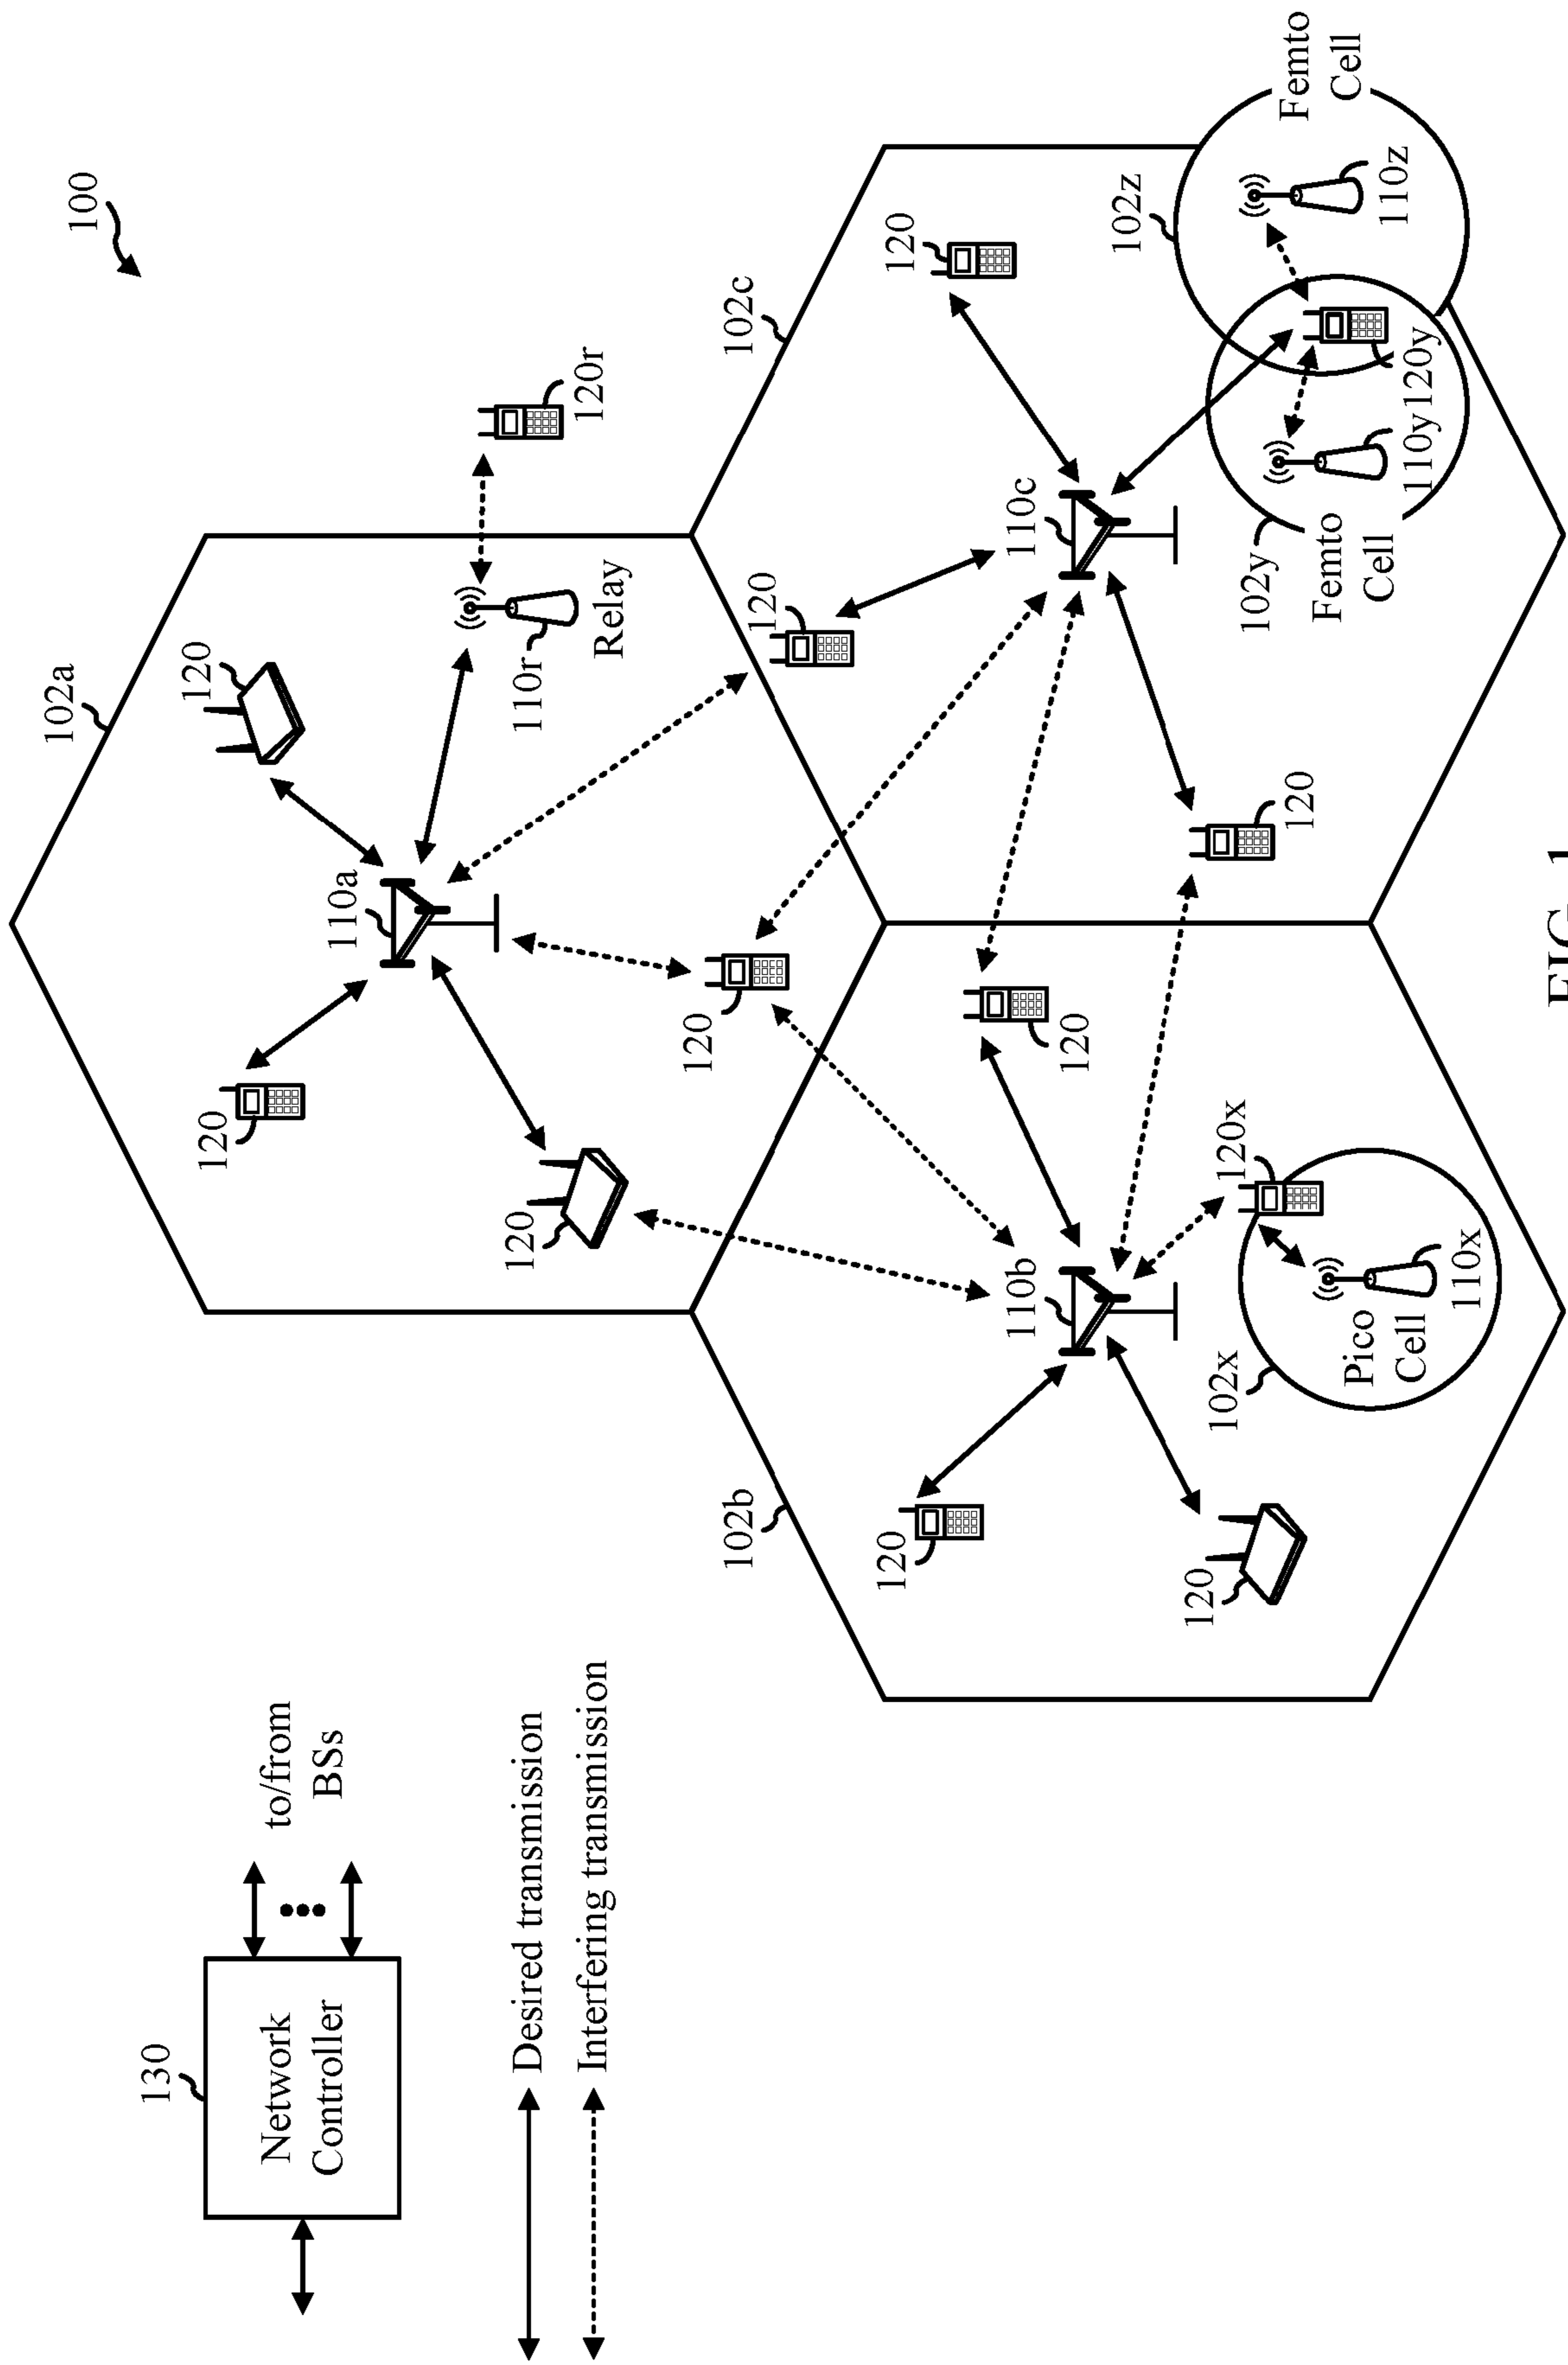 100
130
Network
Controller
to/from
BSs
Desired transmission
Interfering transmission
102a
120
120
110a
120
120
110r
Relay
120r
102b
102c
120
120
120
110c
120
120
110b
120
120
120x
102x
Pico
Cell
110x
102z
Femto
Cell
110z
102y
Femto
Cell
110y
120y
FIG. 1